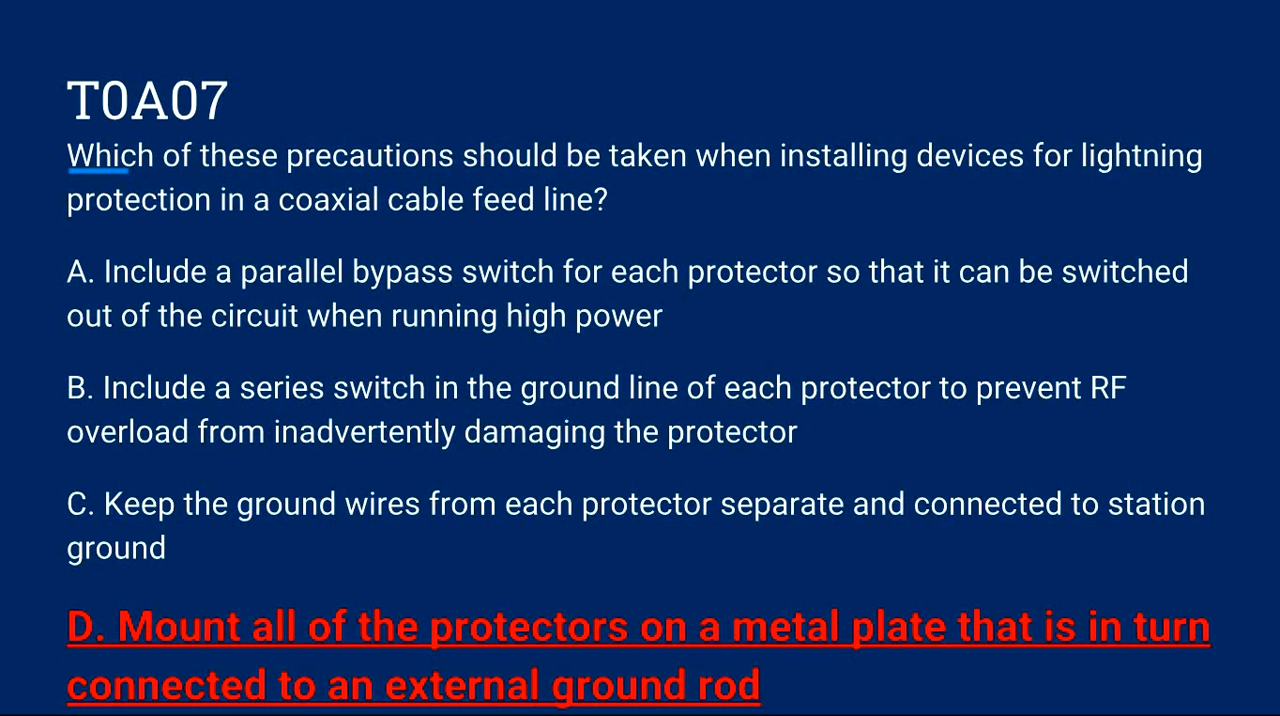 T0A07
Which of these precautions should be taken when installing devices for lightning
protection in a coaxial cable feed line?
A. Include a parallel bypass switch for each protector so that it can be switched
out of the circuit when running high power
B. Include a series switch in the ground line of each protector to prevent RF
overload from inadvertently damaging the protector
C. Keep the ground wires from each protector separate and connected to station
ground
D. Mount all of the protectors on a metal plate that is in turn
connected to an external ground rod